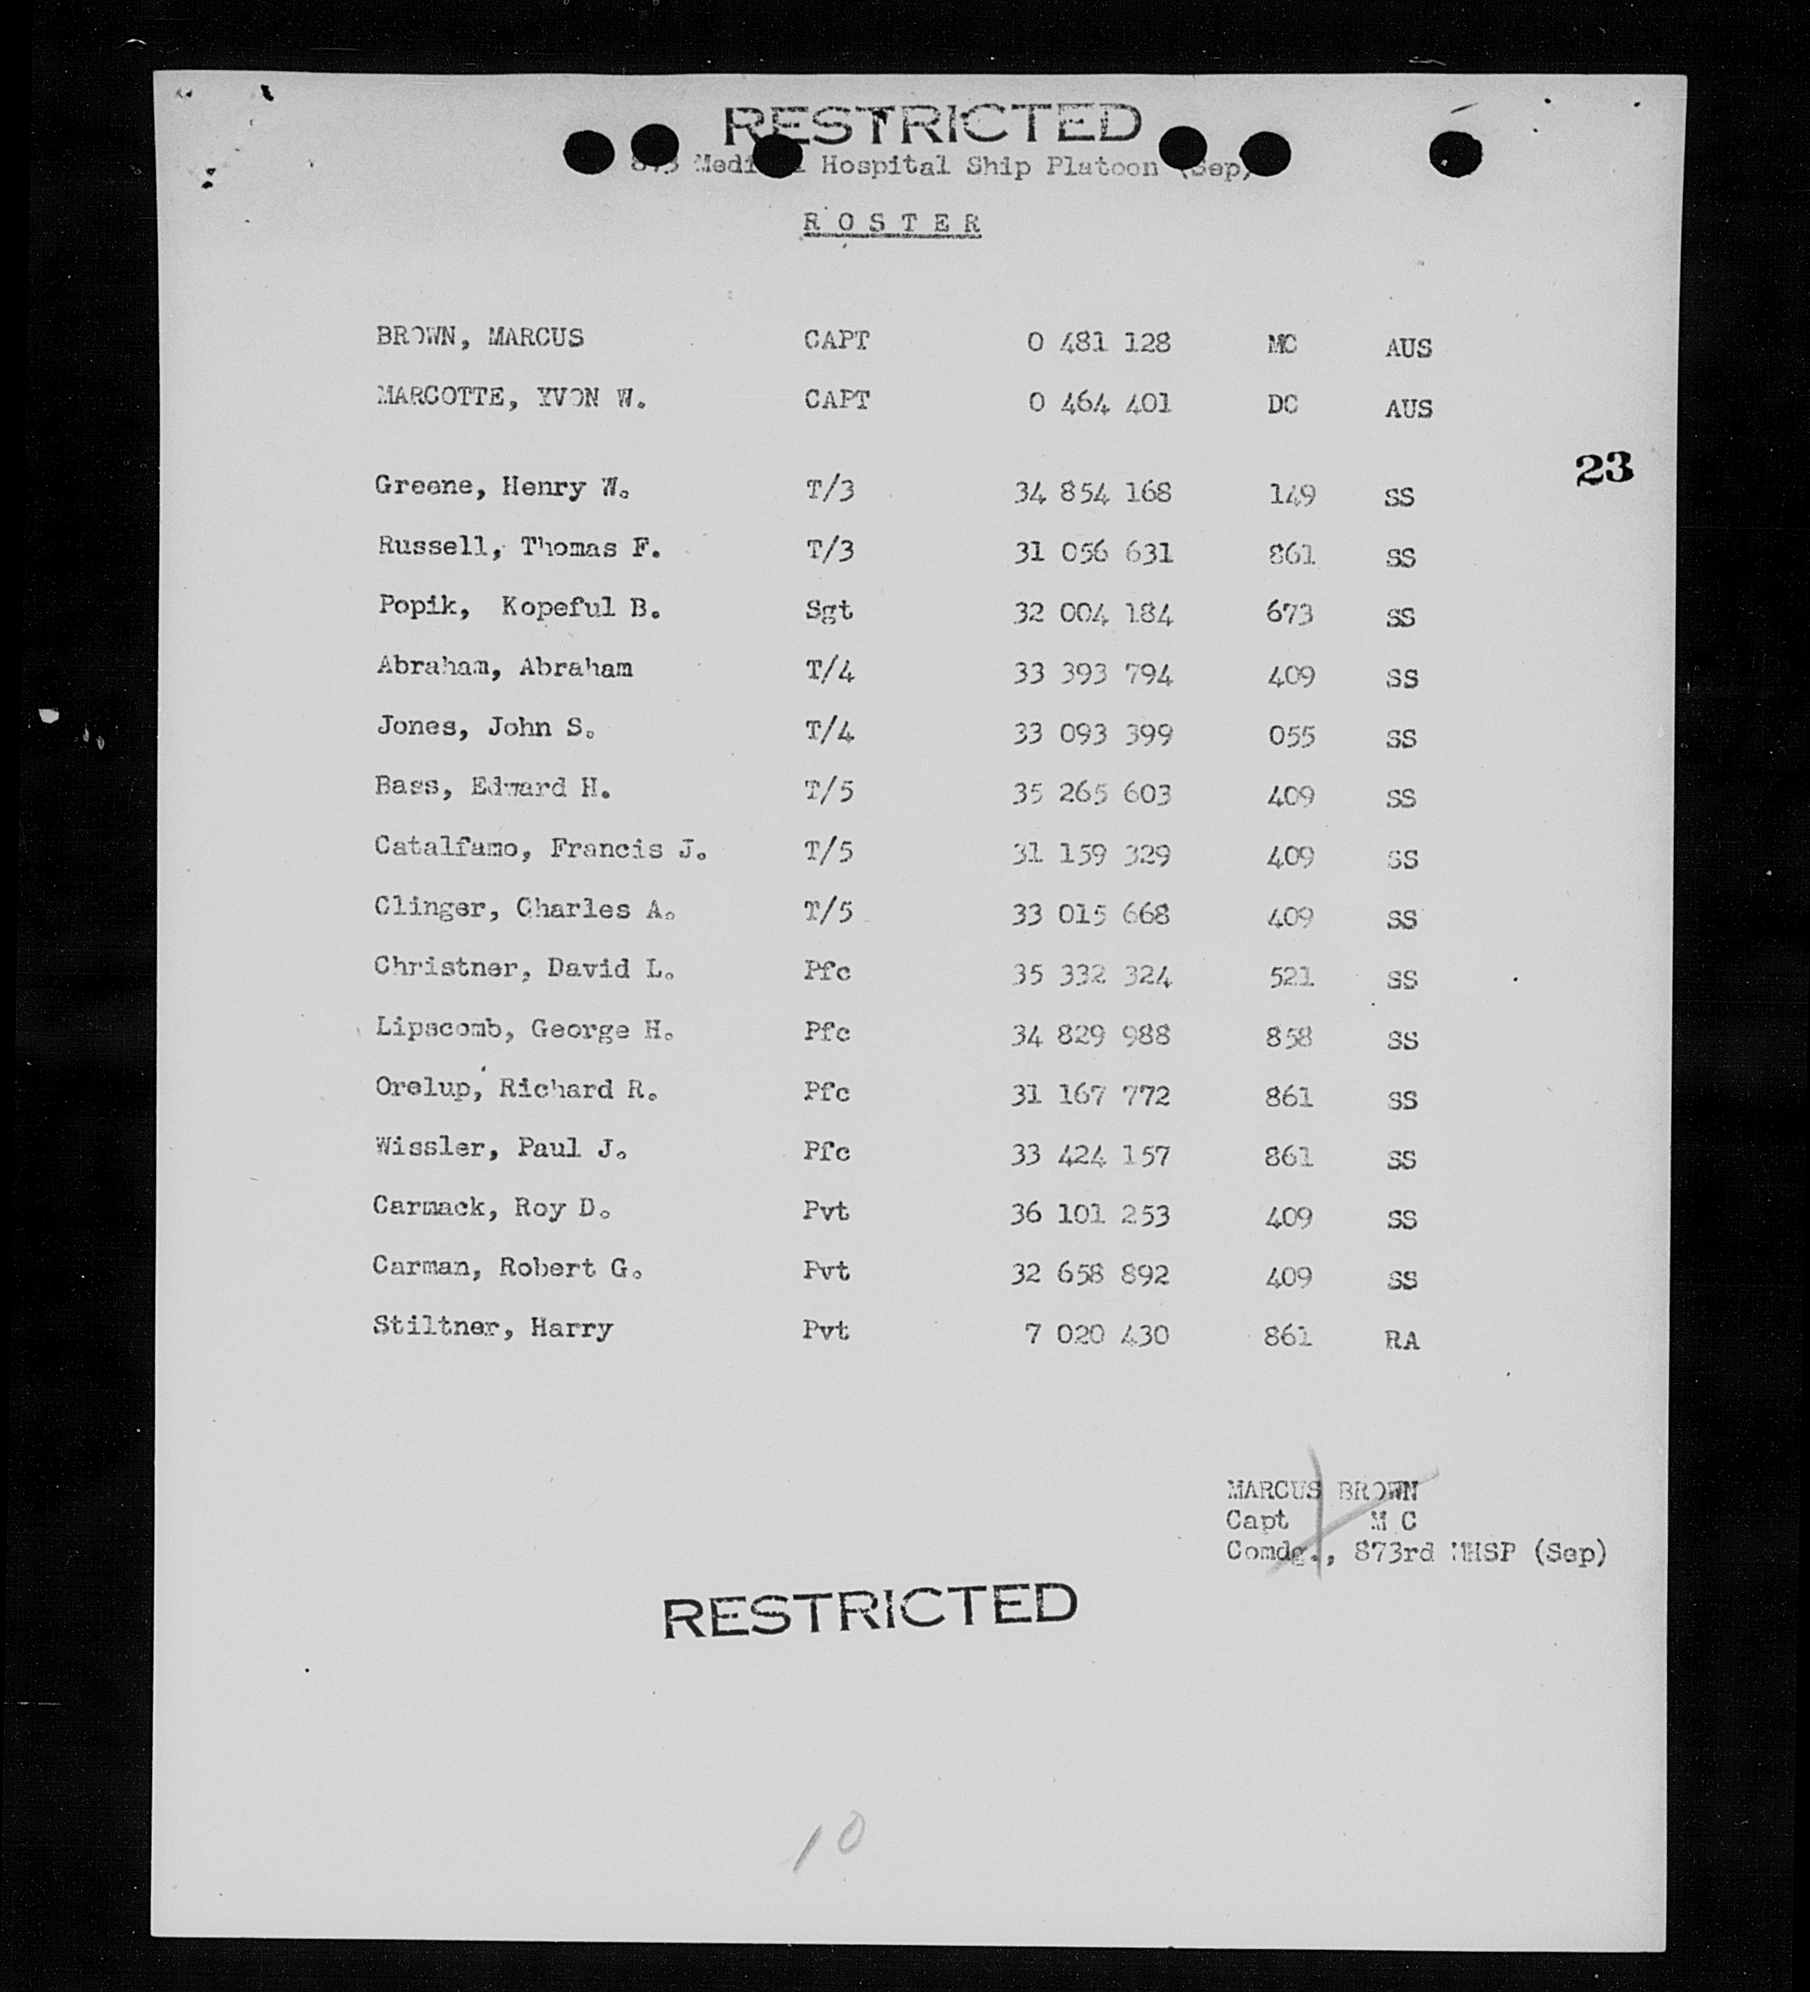 RESTRICTED
873 Medical Hospital Ship Platoon (Sep)
R O S T E R
BROWN, MARCUS CAPT O 481 128 MC AUS
MARCOTTE, YVON W. CAPT O 464 401 DC AUS
23
Greene, Henry W. T/3 34 854 168 149 SS
Russell, Thomas F. T/3 31 056 631 861 SS
Popik, Kopeful B. Sgt 32 004 184 673 SS
Abraham, Abraham T/4 33 393 794 409 SS
Jones, John S. T/4 33 093 399 055 SS
Bass, Edward H. T/5 35 265 603 409 SS
Catalfamo, Francis J. T/5 31 159 329 409 SS
Clinger, Charles A. T/5 33 015 668 409 SS
Christner, David L. Pfc 35 332 324 521 SS
Lipscomb, George H. Pfc 34 829 988 858 SS
Orelup, Richard R. Pfc 31 167 772 861 SS
Wissler, Paul J. Pfc 33 424 157 861 SS
Carmack, Roy D. Pvt 36 101 253 409 SS
Carman, Robert G. Pvt 32 658 892 409 SS
Stiltner, Harry Pvt 7 020 430 861 RA
MARCUS BROWN
Capt M C
Comdg., 873rd MHSP (Sep)
RESTRICTED
10